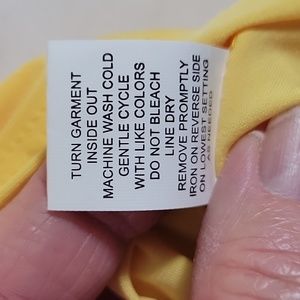 TURN GARMENT
INSIDE OUT
MACHINE WASH COLD
GENTLE CYCLE
WITH LIKE COLORS
DO NOT BLEACH
LINE DRY
REMOVE PROMPTLY
IRON ON REVERSE SIDE
ON LOWEST SETTING
AS NEEDED